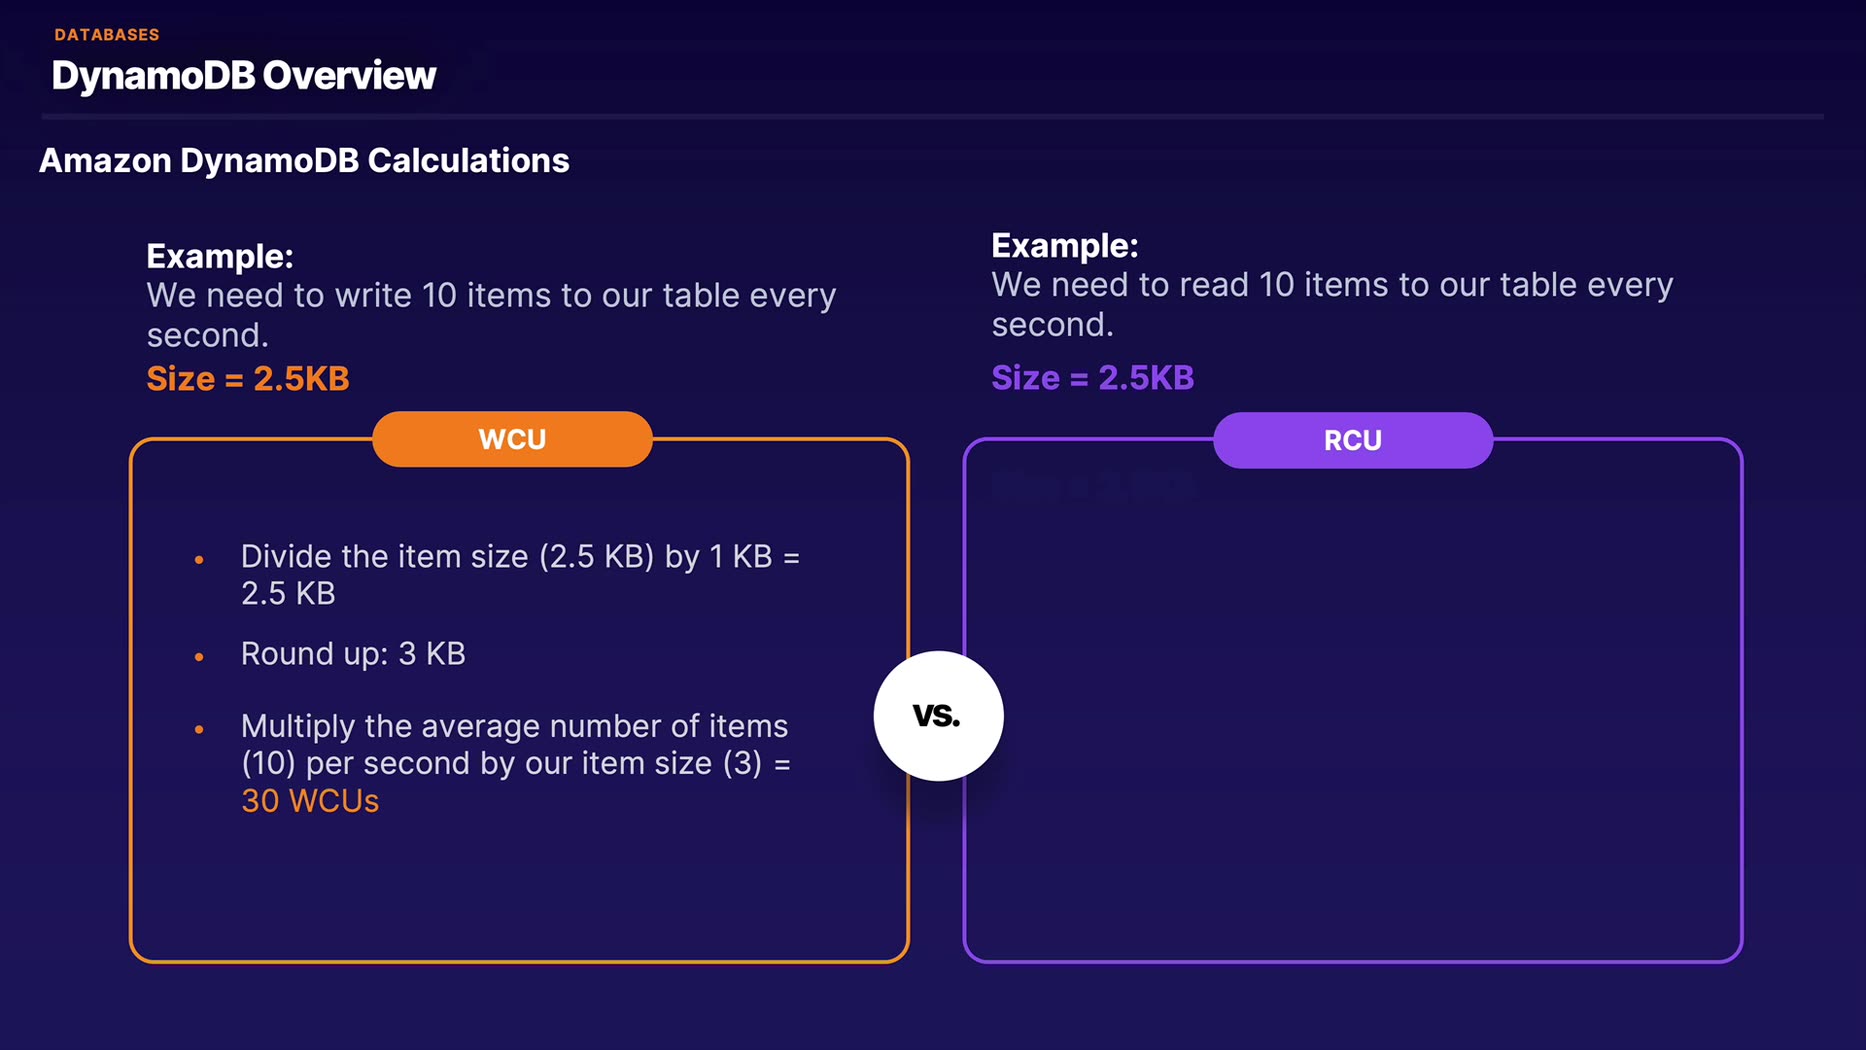 DATABASES
DynamoDB Overview
Amazon DynamoDB Calculations
Example:
We need to write 10 items to our table every
second.
Size = 2.5KB
WCU
• Divide the item size (2.5 KB) by 1 KB =
2.5 KB
• Round up: 3 KB
• Multiply the average number of items
(10) per second by our item size (3) =
30 WCUs
VS.
Example:
We need to read 10 items to our table every
second.
Size = 2.5KB
RCU